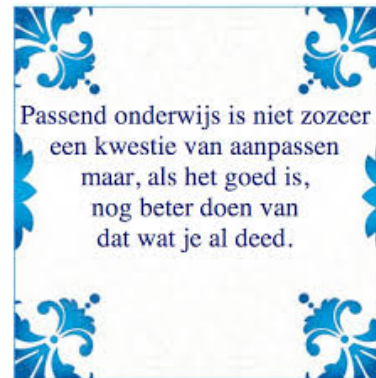 Passend onderwijs is niet zozeer
een kwestie van aanpassen
maar, als het goed is,
nog beter doen van
dat wat je al deed.